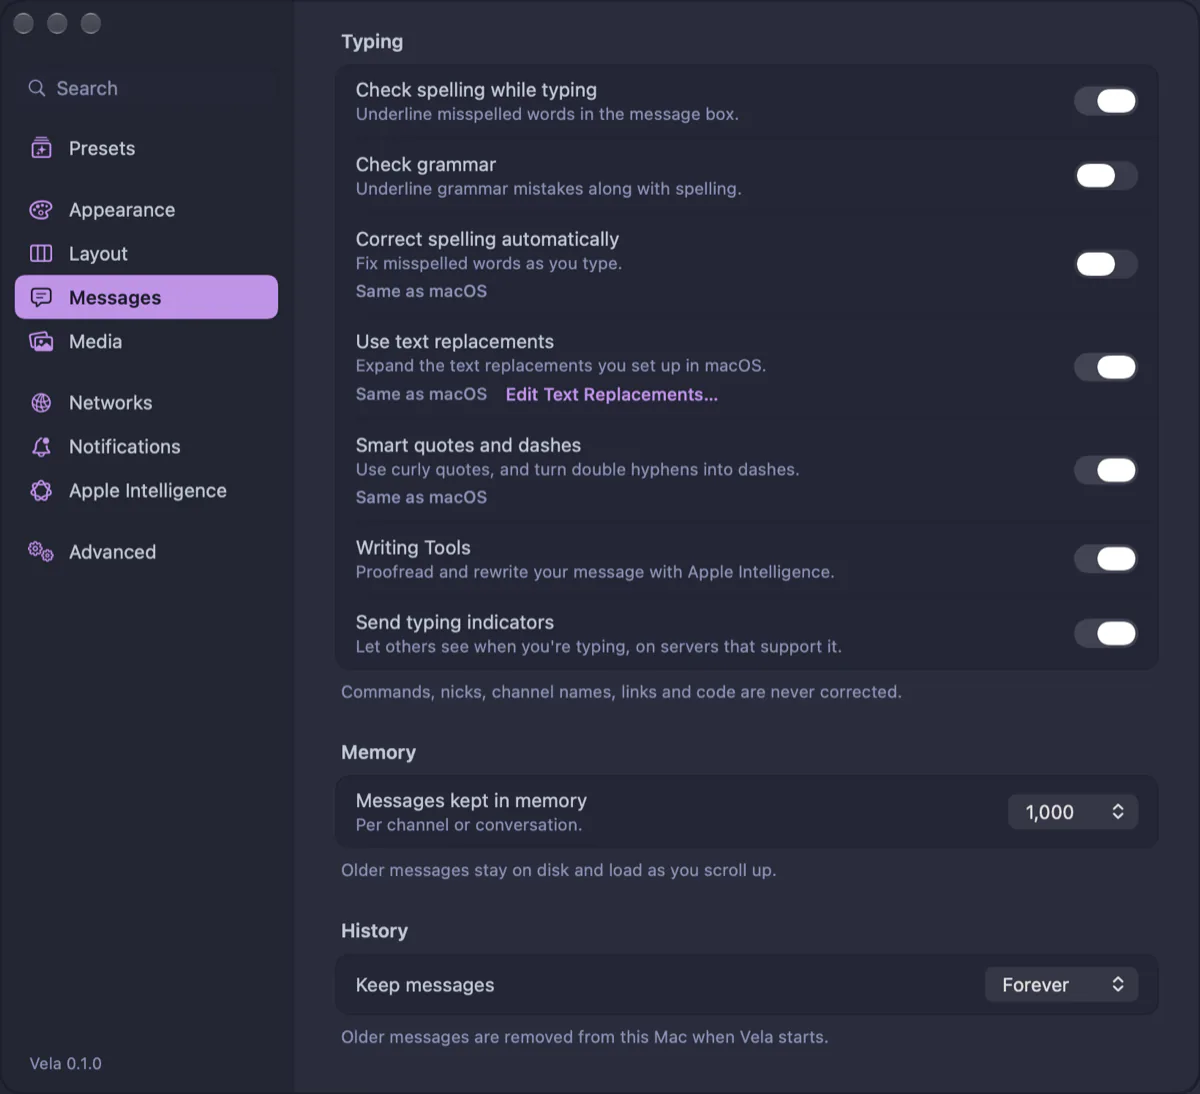 Search
Presets
Appearance
Layout
Messages
Media
Networks
Notifications
Apple Intelligence
Advanced
Vela 0.1.0
Typing
Check spelling while typing
Underline misspelled words in the message box.
Check grammar
Underline grammar mistakes along with spelling.
Correct spelling automatically
Fix misspelled words as you type.
Same as macOS
Use text replacements
Expand the text replacements you set up in macOS.
Same as macOS Edit Text Replacements...
Smart quotes and dashes
Use curly quotes, and turn double hyphens into dashes.
Same as macOS
Writing Tools
Proofread and rewrite your message with Apple Intelligence.
Send typing indicators
Let others see when you're typing, on servers that support it.
Commands, nicks, channel names, links and code are never corrected.
Memory
Messages kept in memory
Per channel or conversation.
1,000
Older messages stay on disk and load as you scroll up.
History
Keep messages
Forever
Older messages are removed from this Mac when Vela starts.